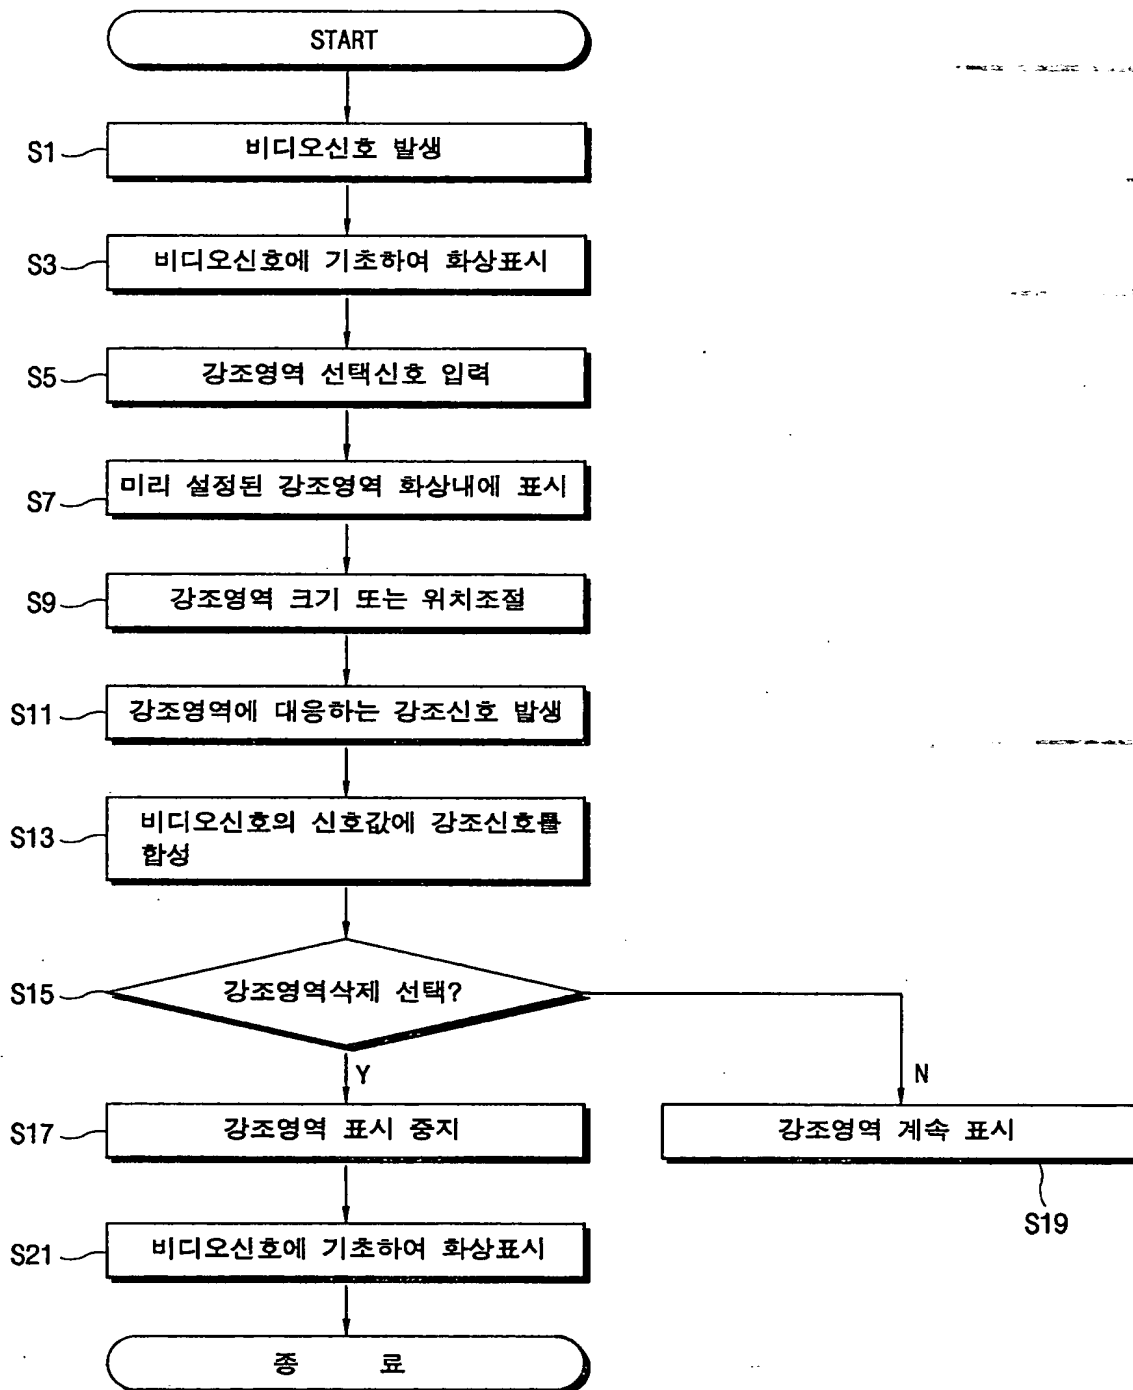 START
S1
비디오신호 발생
S3
비디오신호에 기초하여 화상표시
S5
강조영역 선택신호 입력
S7
미리 설정된 강조영역 화상내에 표시
S9
강조영역 크기 또는 위치조절
S11
강조영역에 대응하는 강조신호 발생
S13
비디오신호의 신호값에 강조신호를
합성
S15
강조영역삭제 선택?
Y
N
S17
강조영역 표시 중지
강조영역 계속 표시
S19
S21
비디오신호에 기초하여 화상표시
종 료